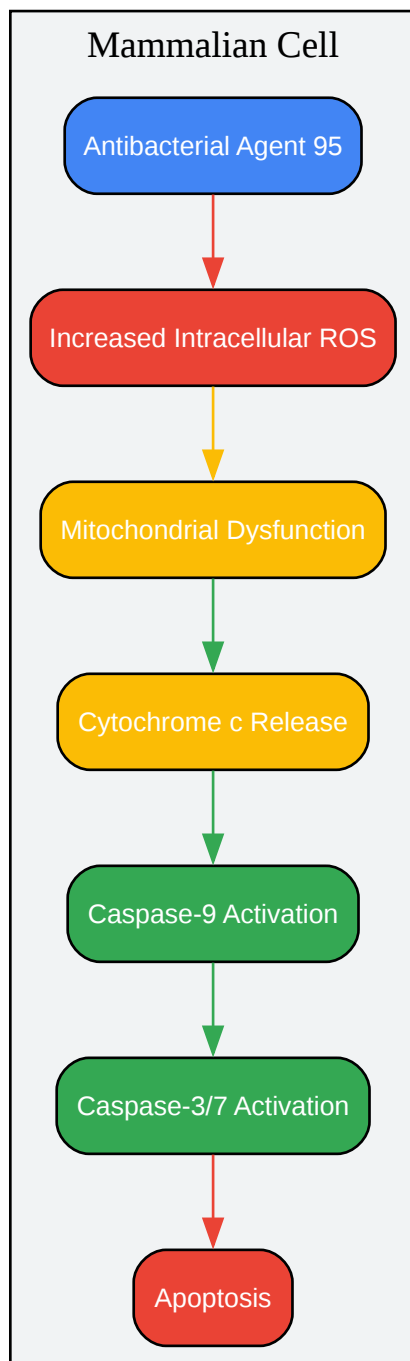 Mammalian Cell
Antibacterial Agent 95
Increased Intracellular ROS
Mitochondrial Dysfunction
Cytochrome c Release
Caspase-9 Activation
Caspase-3/7 Activation
Apoptosis